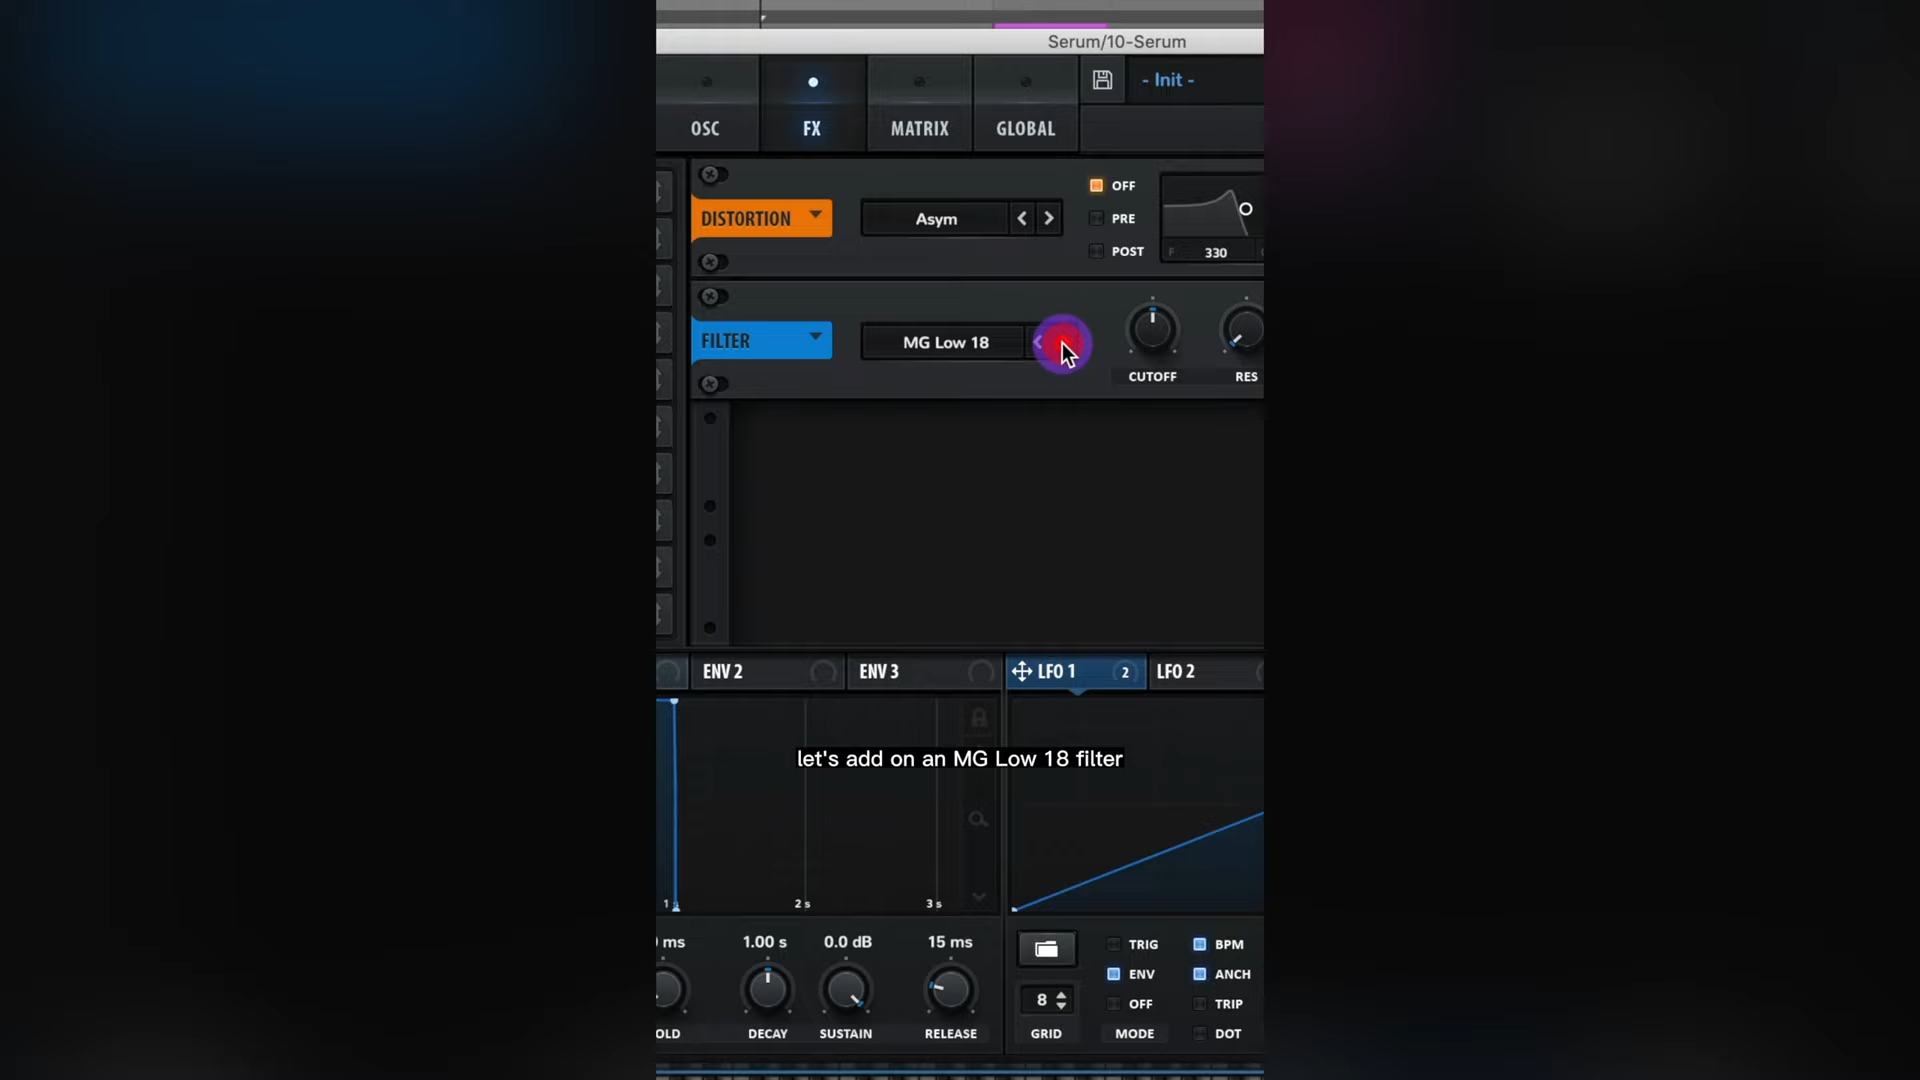 Serum/10-Serum
- Init -
OSC FX MATRIX GLOBAL
OFF
DISTORTION Asym PRE
POST 330
FILTER MG Low 18
CUTOFF RES
ENV 2 ENV 3 LFO 1 2 LFO 2
let's add on an MG Low 18 filter
2 s 3 s
ms 1.00 s 0.0 dB 15 ms TRIG BPM
ENV ANCH
8 OFF TRIP
OLD DECAY SUSTAIN RELEASE GRID MODE DOT